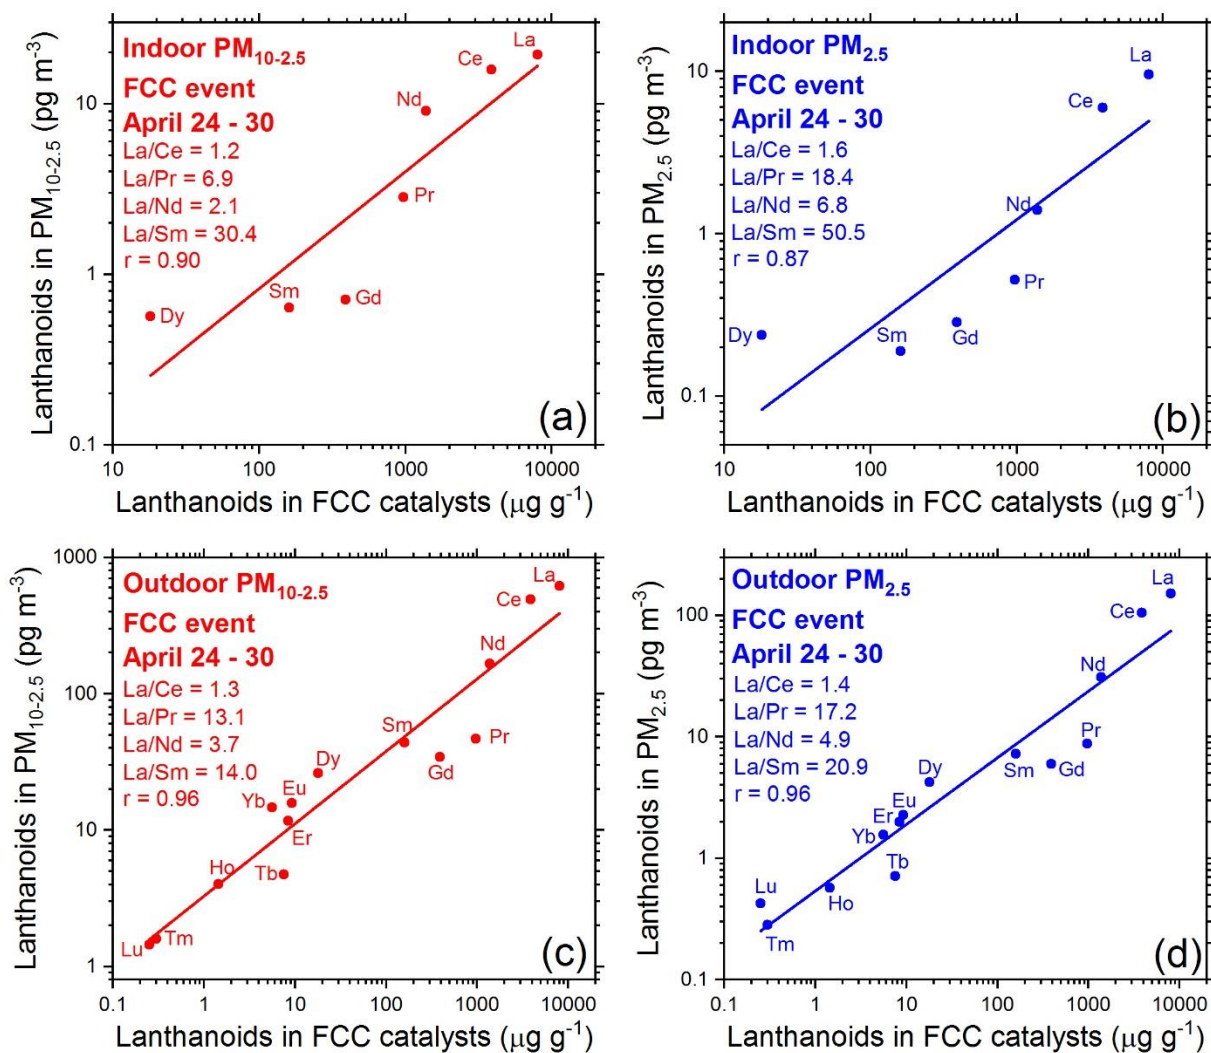 Indoor PM10-2.5
FCC event
April 24 - 30
La/Ce = 1.2
La/Pr = 6.9
La/Nd = 2.1
La/Sm = 30.4
r = 0.90
La
Ce
Nd
Pr
Sm
Gd
Dy
(a)
10
1
0.1
10
100
1000
10000
Lanthanoids in PM10-2.5 (pg m-3)
Lanthanoids in FCC catalysts (μg g-1)
Indoor PM2.5
FCC event
April 24 - 30
La/Ce = 1.6
La/Pr = 18.4
La/Nd = 6.8
La/Sm = 50.5
r = 0.87
La
Ce
Nd
Pr
Dy
Sm
Gd
(b)
10
1
0.1
10
100
1000
10000
Lanthanoids in PM2.5 (pg m-3)
Lanthanoids in FCC catalysts (μg g-1)
Outdoor PM10-2.5
FCC event
April 24 - 30
La/Ce = 1.3
La/Pr = 13.1
La/Nd = 3.7
La/Sm = 14.0
r = 0.96
La
Ce
Nd
Sm
Pr
Gd
Dy
Eu
Yb
Er
Ho
Tb
Lu
Tm
(c)
1000
100
10
1
0.1
1
10
100
1000
10000
Lanthanoids in PM10-2.5 (pg m-3)
Lanthanoids in FCC catalysts (μg g-1)
Outdoor PM2.5
FCC event
April 24 - 30
La/Ce = 1.4
La/Pr = 17.2
La/Nd = 4.9
La/Sm = 20.9
r = 0.96
La
Ce
Nd
Pr
Sm
Gd
Dy
Eu
Er
Yb
Tb
Lu
Ho
Tm
(d)
100
10
1
0.1
0.1
1
10
100
1000
10000
Lanthanoids in PM2.5 (pg m-3)
Lanthanoids in FCC catalysts (μg g-1)